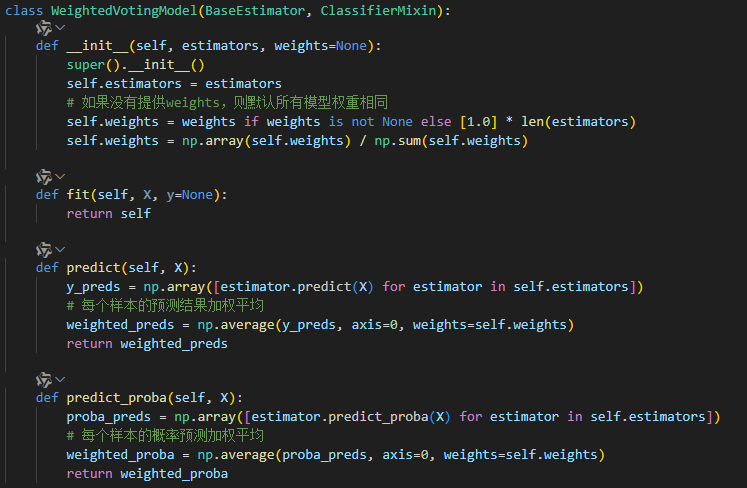 class WeightedVotingModel(BaseEstimator, ClassifierMixin):
    def __init__(self, estimators, weights=None):
        super().__init__()
        self.estimators = estimators
        # 如果没有提供weights，则默认所有模型权重相同
        self.weights = weights if weights is not None else [1.0] * len(estimators)
        self.weights = np.array(self.weights) / np.sum(self.weights)
    def fit(self, X, y=None):
        return self
    def predict(self, X):
        y_preds = np.array([estimator.predict(X) for estimator in self.estimators])
        # 每个样本的预测结果加权平均
        weighted_preds = np.average(y_preds, axis=0, weights=self.weights)
        return weighted_preds
    def predict_proba(self, X):
        proba_preds = np.array([estimator.predict_proba(X) for estimator in self.estimators])
        # 每个样本的概率预测加权平均
        weighted_proba = np.average(proba_preds, axis=0, weights=self.weights)
        return weighted_proba